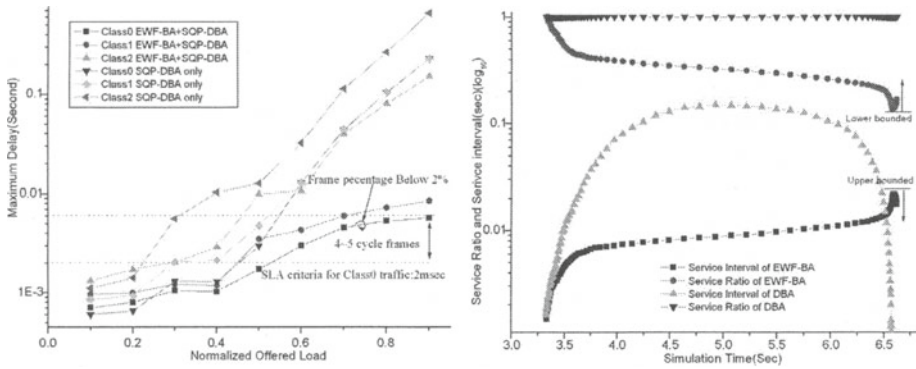 Maximum Delay(Second)
0.1
0.01
1E-3
Class0 EWF-BA+SQP-DBA
Class1 EWF-BA+SQP-DBA
Class2 EWF-BA+SQP-DBA
Class0 SQP-DBA only
Class1 SQP-DBA only
Class2 SQP-DBA only
Frame pecentage Below 2%
4~5 cycle frames
SLA criteria for Class0 traffic:2msec
0.0 0.2 0.4 0.6 0.8
Normalized Offered Load
Service Ratio and Serivce interval(sec)(log10)
1
0.1
0.01
Lower bounded
Upper bounded
Service Interval of EWF-BA
Service Ratio of EWF-BA
Service Interval of DBA
Service Ratio of DBA
3.0 3.5 4.0 4.5 5.0 5.5 6.0 6.5
Simulation Time(Sec)